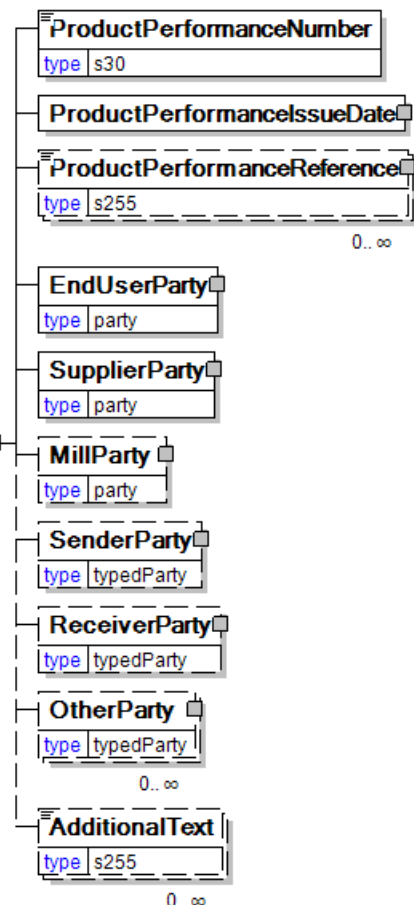 ProductPerformanceNumber
type s30
ProductPerformanceIssueDate
ProductPerformanceReference
type s255
0.. ∞
EndUserParty
type party
SupplierParty
type party
MillParty
type party
SenderParty
type typedParty
ReceiverParty
type typedParty
OtherParty
type typedParty
0.. ∞
AdditionalText
type s255
0.. ∞